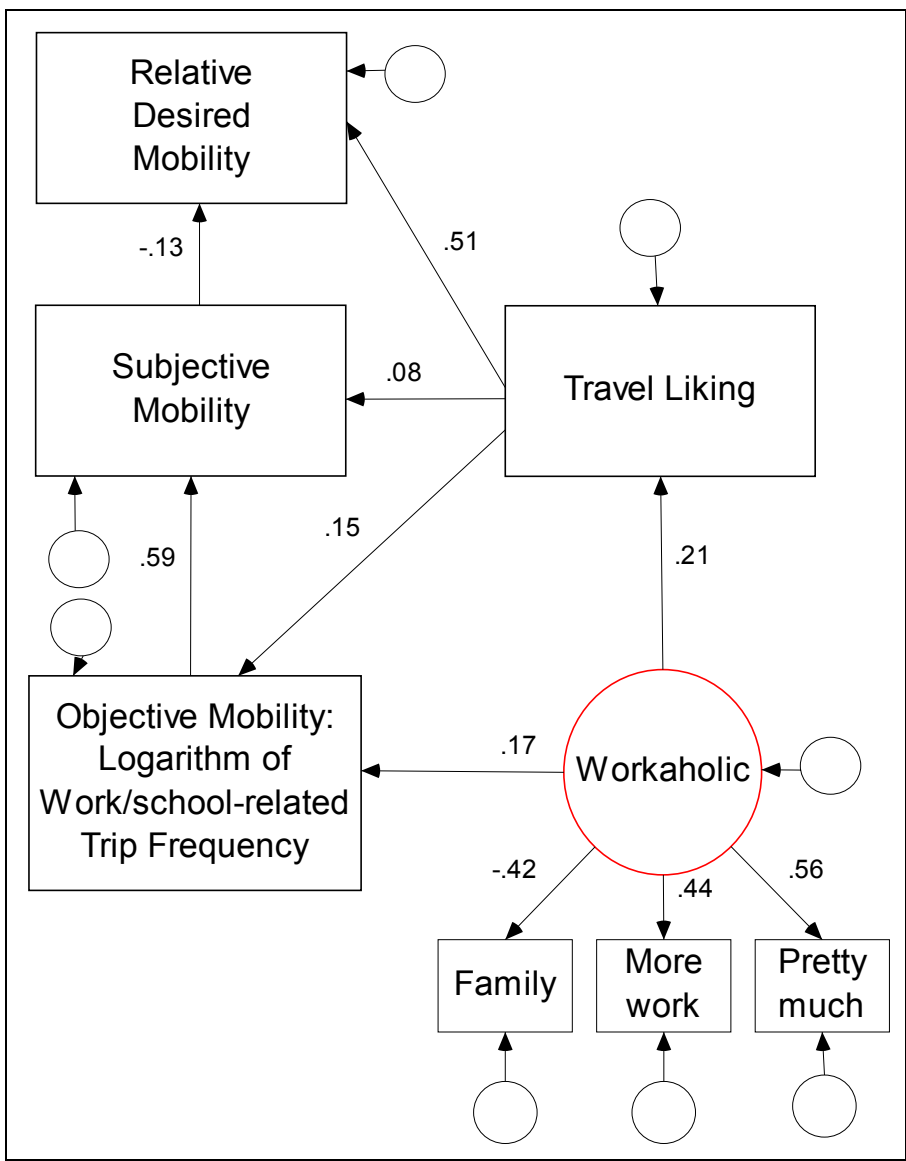 Relative
Desired
Mobility
-.13
.51
Subjective
Mobility
.08
Travel Liking
.59
.15
.21
Objective Mobility:
Logarithm of
Work/school-related
Trip Frequency
.17
Workaholic
-.42
.44
.56
Family
More
work
Pretty
much